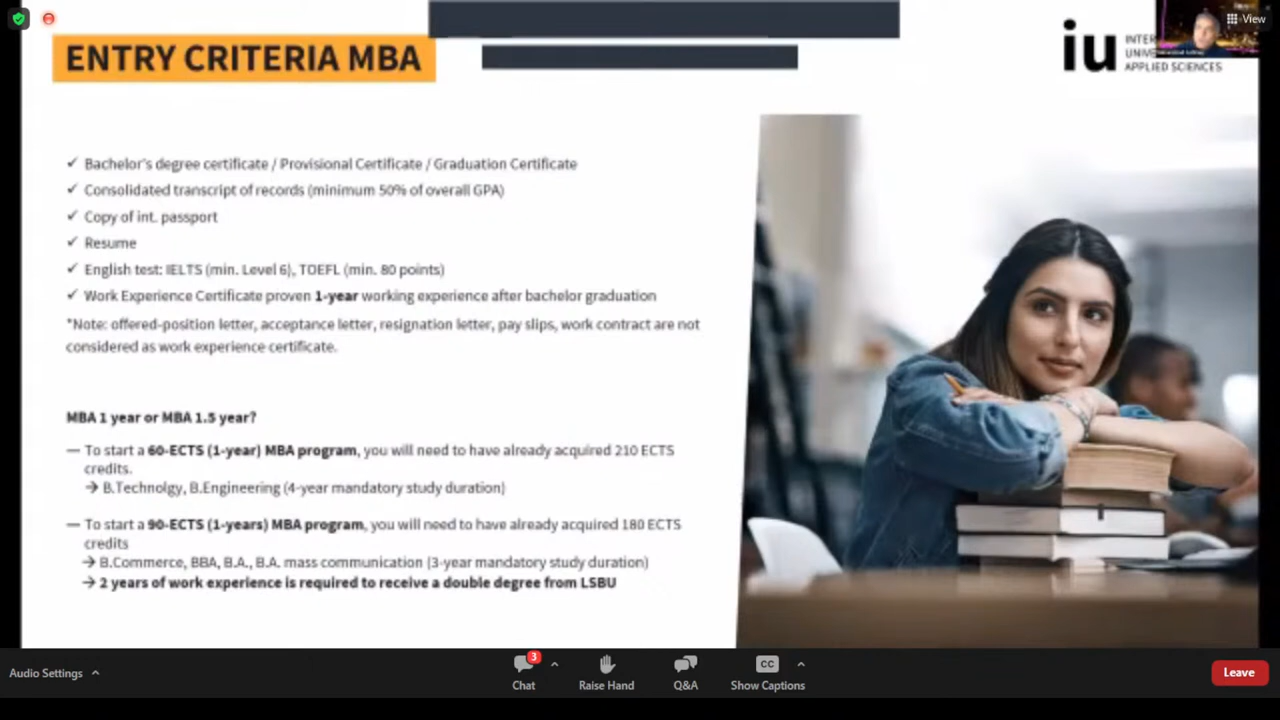 View
ENTRY CRITERIA MBA
iu
INTER
UNIVE
APPLIED SCIENCES
✓ Bachelor's degree certificate / Provisional Certificate / Graduation Certificate
✓ Consolidated transcript of records (minimum 50% of overall GPA)
✓ Copy of int. passport
✓ Resume
✓ English test: IELTS (min. Level 6), TOEFL (min. 80 points)
✓ Work Experience Certificate proven 1-year working experience after bachelor graduation
*Note: offered-position letter, acceptance letter, resignation letter, pay slips, work contract are not
considered as work experience certificate.
MBA 1 year or MBA 1.5 year?
— To start a 60-ECTS (1-year) MBA program, you will need to have already acquired 210 ECTS
credits.
→ B.Technolgy, B.Engineering (4-year mandatory study duration)
— To start a 90-ECTS (1-years) MBA program, you will need to have already acquired 180 ECTS
credits
→ B.Commerce, BBA, B.A., B.A. mass communication (3-year mandatory study duration)
→ 2 years of work experience is required to receive a double degree from LSBU
Audio Settings
3
Chat
Raise Hand
Q&A
CC
Show Captions
Leave